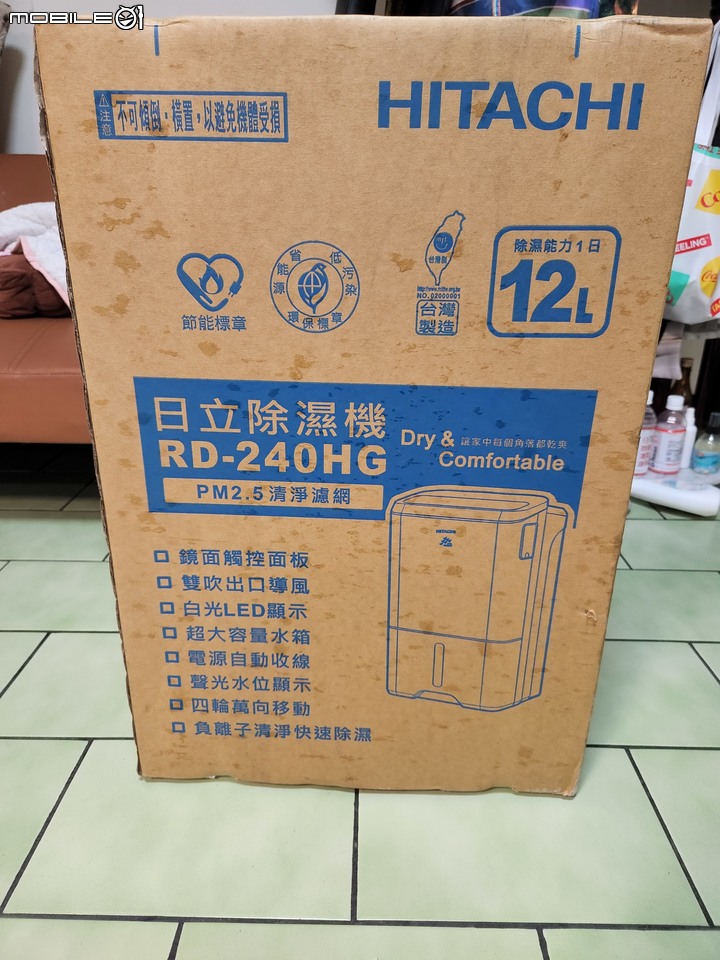 MOBILE01
注意 不可傾倒，橫置，以避免機體受損
HITACHI
節能標章
省能源 低污染
環保標章
台灣製
NO. 02000001
台灣
製造
除濕能力1日
12L
日立除濕機
RD-240HG
PM2.5清淨濾網
Dry & 讓家中每個角落都乾爽
Comfortable
HITACHI
鏡面觸控面板
雙吹出口導風
白光LED顯示
超大容量水箱
電源自動收線
聲光水位顯示
四輪萬向移動
負離子清淨快速除濕
EELING